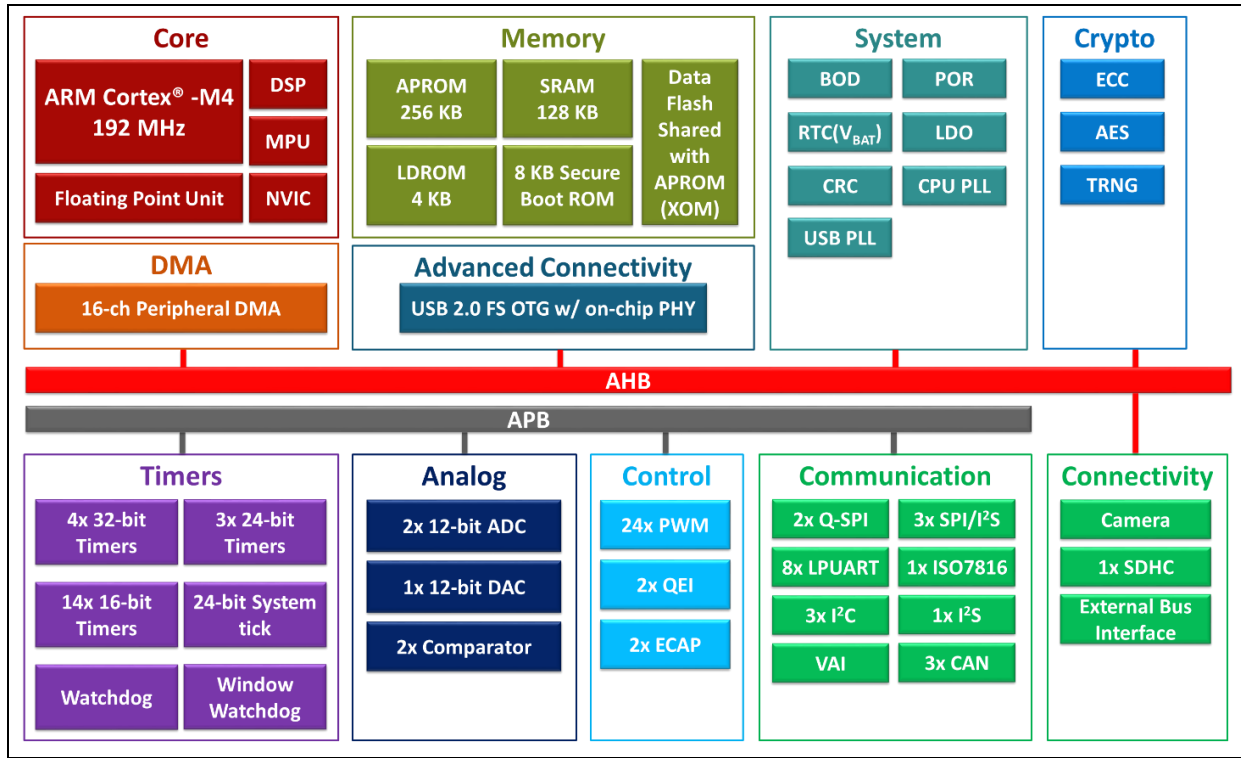 Core
ARM Cortex® -M4
192 MHz
DSP
MPU
Floating Point Unit
NVIC
Memory
APROM
256 KB
SRAM
128 KB
Data
Flash
Shared
with
APROM
(XOM)
LDROM
4 KB
8 KB Secure
Boot ROM
System
BOD
POR
RTC(VBAT)
LDO
CRC
CPU PLL
USB PLL
Crypto
ECC
AES
TRNG
DMA
16-ch Peripheral DMA
Advanced Connectivity
USB 2.0 FS OTG w/ on-chip PHY
AHB
APB
Timers
4x 32-bit
Timers
3x 24-bit
Timers
14x 16-bit
Timers
24-bit System
tick
Watchdog
Window
Watchdog
Analog
2x 12-bit ADC
1x 12-bit DAC
2x Comparator
Control
24x PWM
2x QEI
2x ECAP
Communication
2x Q-SPI
3x SPI/I²S
8x LPUART
1x ISO7816
3x I²C
1x I²S
VAI
3x CAN
Connectivity
Camera
1x SDHC
External Bus
Interface